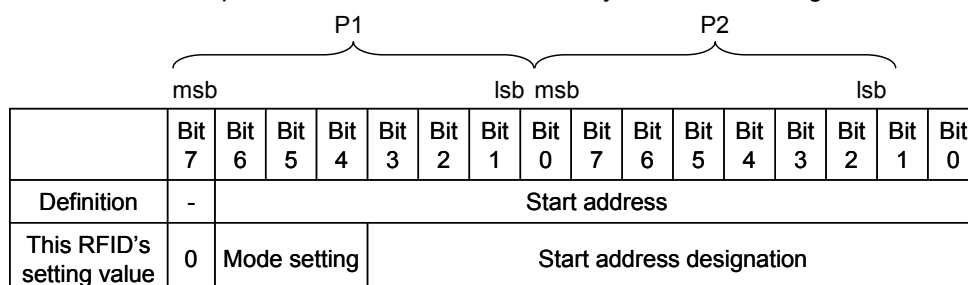 P1 P2
msb lsb msb lsb
Bit 7 Bit 6 Bit 5 Bit 4 Bit 3 Bit 2 Bit 1 Bit 0 Bit 7 Bit 6 Bit 5 Bit 4 Bit 3 Bit 2 Bit 1 Bit 0
Definition - Start address
This RFID's setting value 0 Mode setting Start address designation